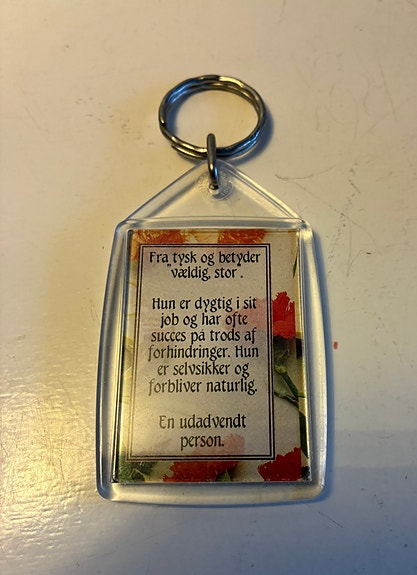 Fra tysk og betyder
"vældig, stor".
Hun er dygtig i sit
job og har ofte
succes på trods af
forhindringer. Hun
er selvsikker og
forbliver naturlig.
En udadvendt
person.